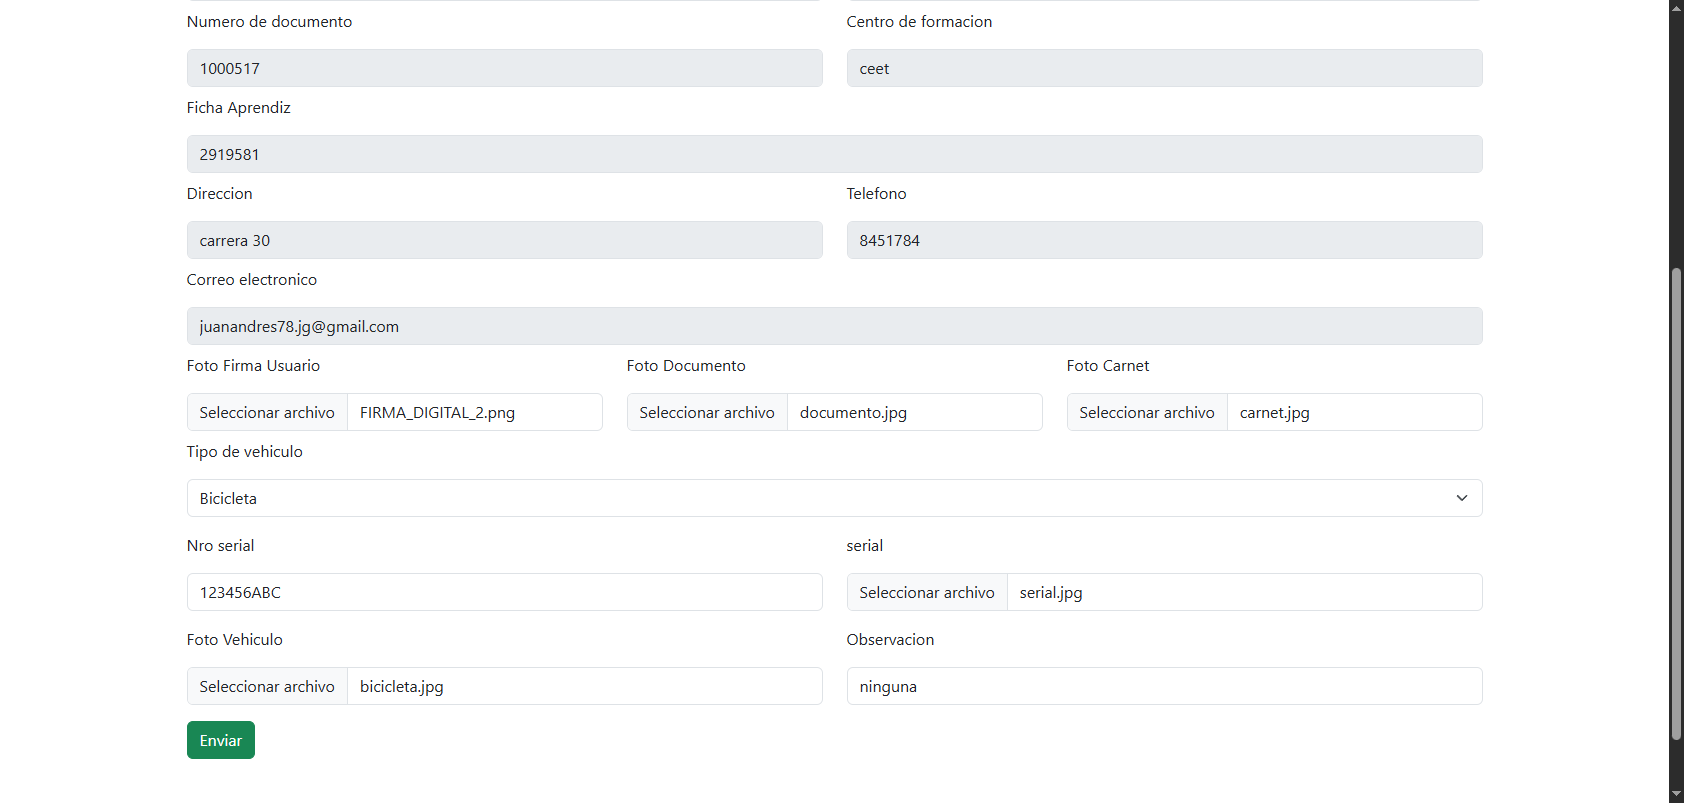 Numero de documento
Centro de formacion
1000517
ceet
Ficha Aprendiz
2919581
Direccion
Telefono
carrera 30
8451784
Correo electronico
juanandres78.jg@gmail.com
Foto Firma Usuario
Foto Documento
Foto Carnet
Seleccionar archivo FIRMA_DIGITAL_2.png
Seleccionar archivo documento.jpg
Seleccionar archivo carnet.jpg
Tipo de vehiculo
Bicicleta
Nro serial
serial
123456ABC
Seleccionar archivo serial.jpg
Foto Vehiculo
Observacion
Seleccionar archivo bicicleta.jpg
ninguna
Enviar